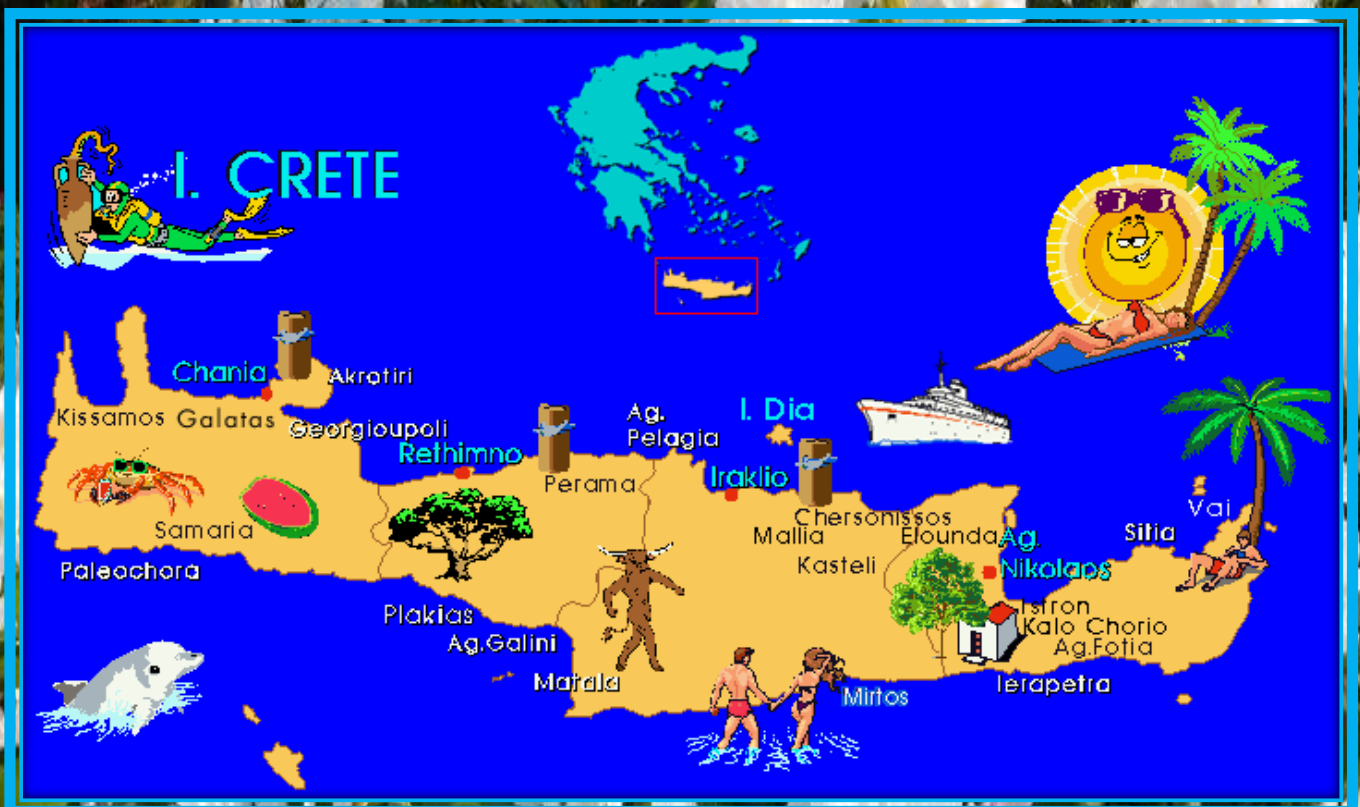 I. CRETE
Chania
Akrotiri
Kissamos
Galatas
Georgioupoli
Rethimno
Ag.
Pelagia
I. Dia
Perama
Iraklio
Chersonissos
Mallia
Elounda
Ag.
Nikolaos
Kasteli
Sitia
Vai
Samaria
Paleochora
Plakias
Ag.Galini
Matala
Mirtos
Istron
Kalo Chorio
Ag.Fotia
Ierapetra